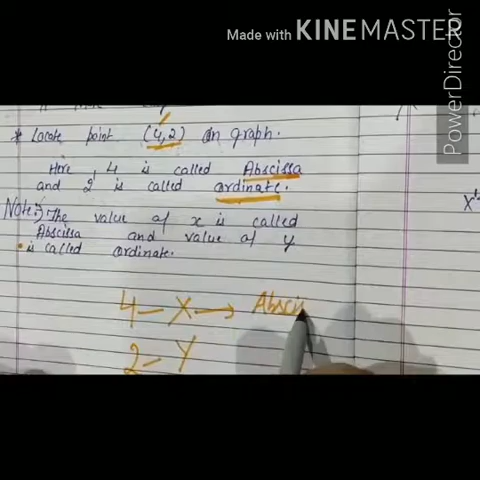 Made with KINEMASTER
PowerDirector
* Locate point (4,2) on graph.
Here, 4 is called Abscissa
and 2 is called ordinate.
Note:-) The value of x is called
Abscissa and value of y
is called ordinate.
4 - X → Absci
2 - Y
X'